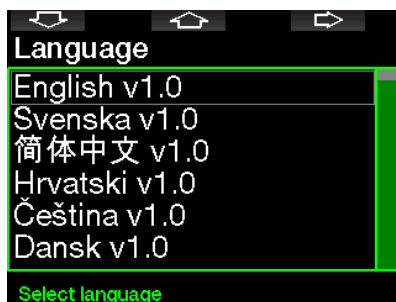 Language
English v1.0
Svenska v1.0
简体中文 v1.0
Hrvatski v1.0
Čeština v1.0
Dansk v1.0
Select language